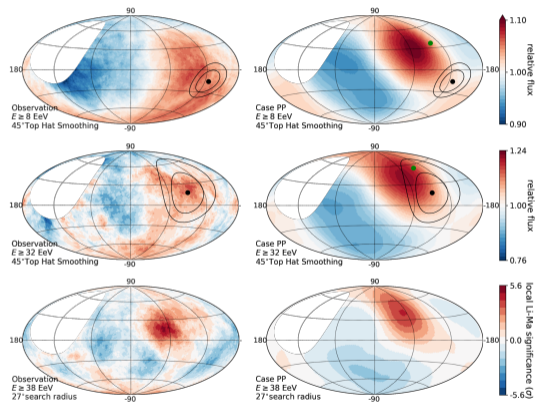 90
90
1.10
180
-180
1.00
relative flux
Observation
E ≥ 8 EeV
45°Top Hat Smoothing
Case PP
E ≥ 8 EeV
45°Top Hat Smoothing
0.90
-90
-90
90
90
1.24
180
-180
1.00
relative flux
Observation
E ≥ 32 EeV
45°Top Hat Smoothing
Case PP
E ≥ 32 EeV
45°Top Hat Smoothing
0.76
-90
-90
90
90
5.6
180
-180
0.0
local Li-Ma significance (σ)
Observation
E ≥ 38 EeV
27°search radius
Case PP
E ≥ 38 EeV
27°search radius
-5.6
-90
-90